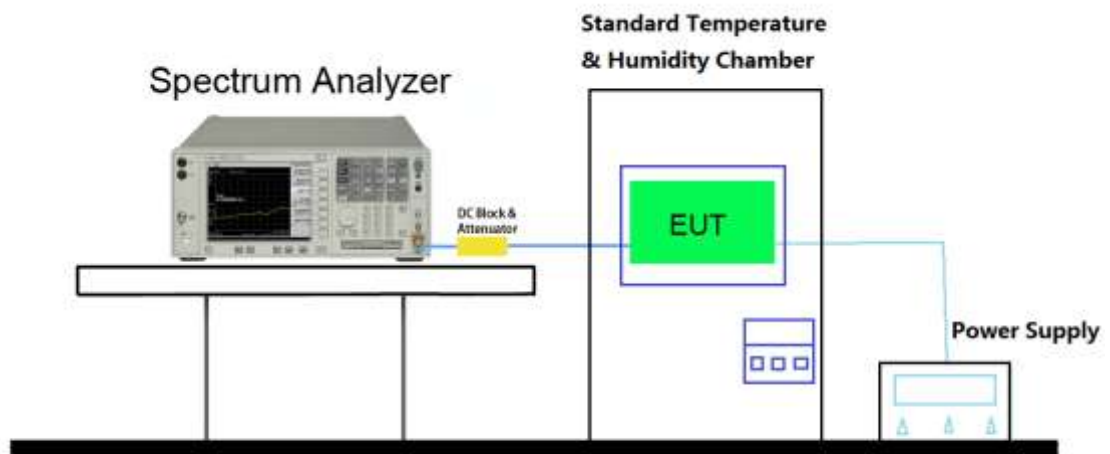 Standard Temperature
& Humidity Chamber
Spectrum Analyzer
DC Block &
Attenuator
EUT
Power Supply